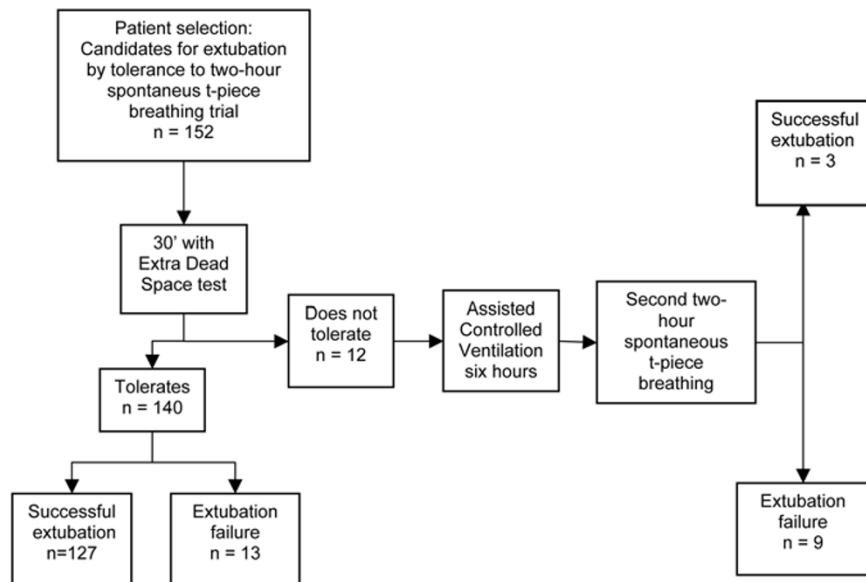 Patient selection:
Candidates for extubation
by tolerance to two-hour
spontaneus t-piece
breathing trial
n = 152
30’ with
Extra Dead
Space test
Does not
tolerate
n = 12
Assisted
Controlled
Ventilation
six hours
Second two-
hour
spontaneous
t-piece
breathing
Successful
extubation
n = 3
Tolerates
n = 140
Successful
extubation
n=127
Extubation
failure
n = 13
Extubation
failure
n = 9